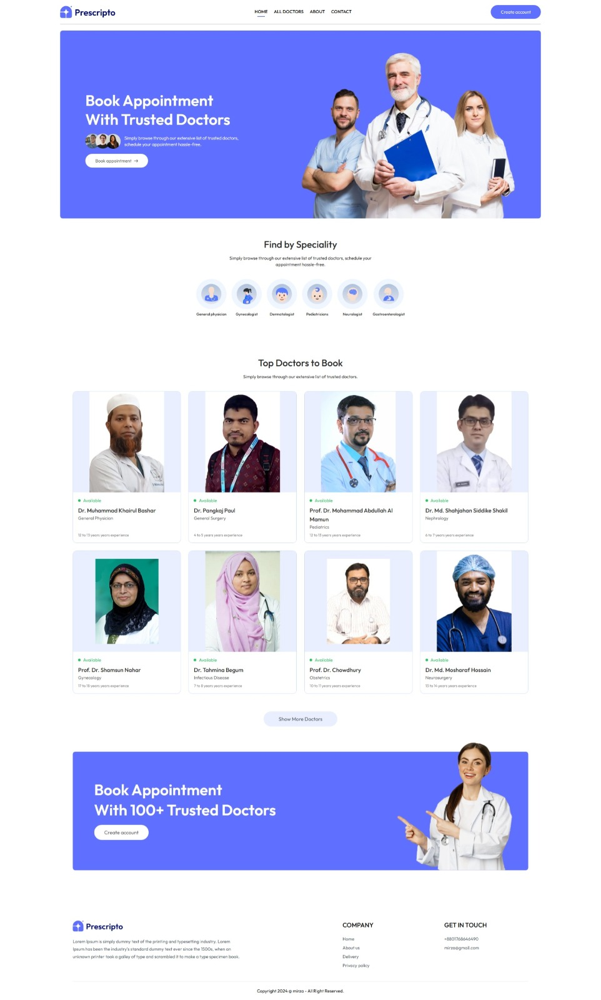 Prescripto
HOME
ALL DOCTORS
ABOUT
CONTACT
Create account
Book Appointment
With Trusted Doctors
Simply browse through our extensive list of trusted doctors,
schedule your appointment hassle-free.
Book appointment →
Find by Speciality
Simply browse through our extensive list of trusted doctors, schedule your
appointment hassle-free.
General physician
Gynecologist
Dermatologist
Pediatricians
Neurologist
Gastroenterologist
Top Doctors to Book
Simply browse through our extensive list of trusted doctors.
Available
Dr. Muhammad Khairul Bashar
General Physician
12 to 13 years years experience
Available
Dr. Pangkaj Paul
General Surgery
4 to 5 years years experience
Available
Prof. Dr. Mohammad Abdullah Al
Mamun
Pediatrics
12 to 13 years years experience
Available
Dr. Md. Shahjahan Siddike Shakil
Nephrology
6 to 7 years years experience
Available
Prof. Dr. Shamsun Nahar
Gynecology
17 to 18 years years experience
Available
Dr. Tahmina Begum
Infectious Disease
7 to 8 years years experience
Available
Prof. Dr. Chowdhury
Obstetrics
10 to 11 years years experience
Available
Dr. Md. Mosharaf Hossain
Neurosurgery
13 to 14 years years experience
Show More Doctors
Book Appointment
With 100+ Trusted Doctors
Create account
Prescripto
Lorem Ipsum is simply dummy text of the printing and typesetting industry. Lorem
Ipsum has been the industry's standard dummy text ever since the 1500s, when an
unknown printer took a galley of type and scrambled it to make a type specimen book.
COMPANY
Home
About us
Delivery
Privacy policy
GET IN TOUCH
+8801768646490
mirza@gmail.com
Copyright 2024 @ mirza - All Right Reserved.